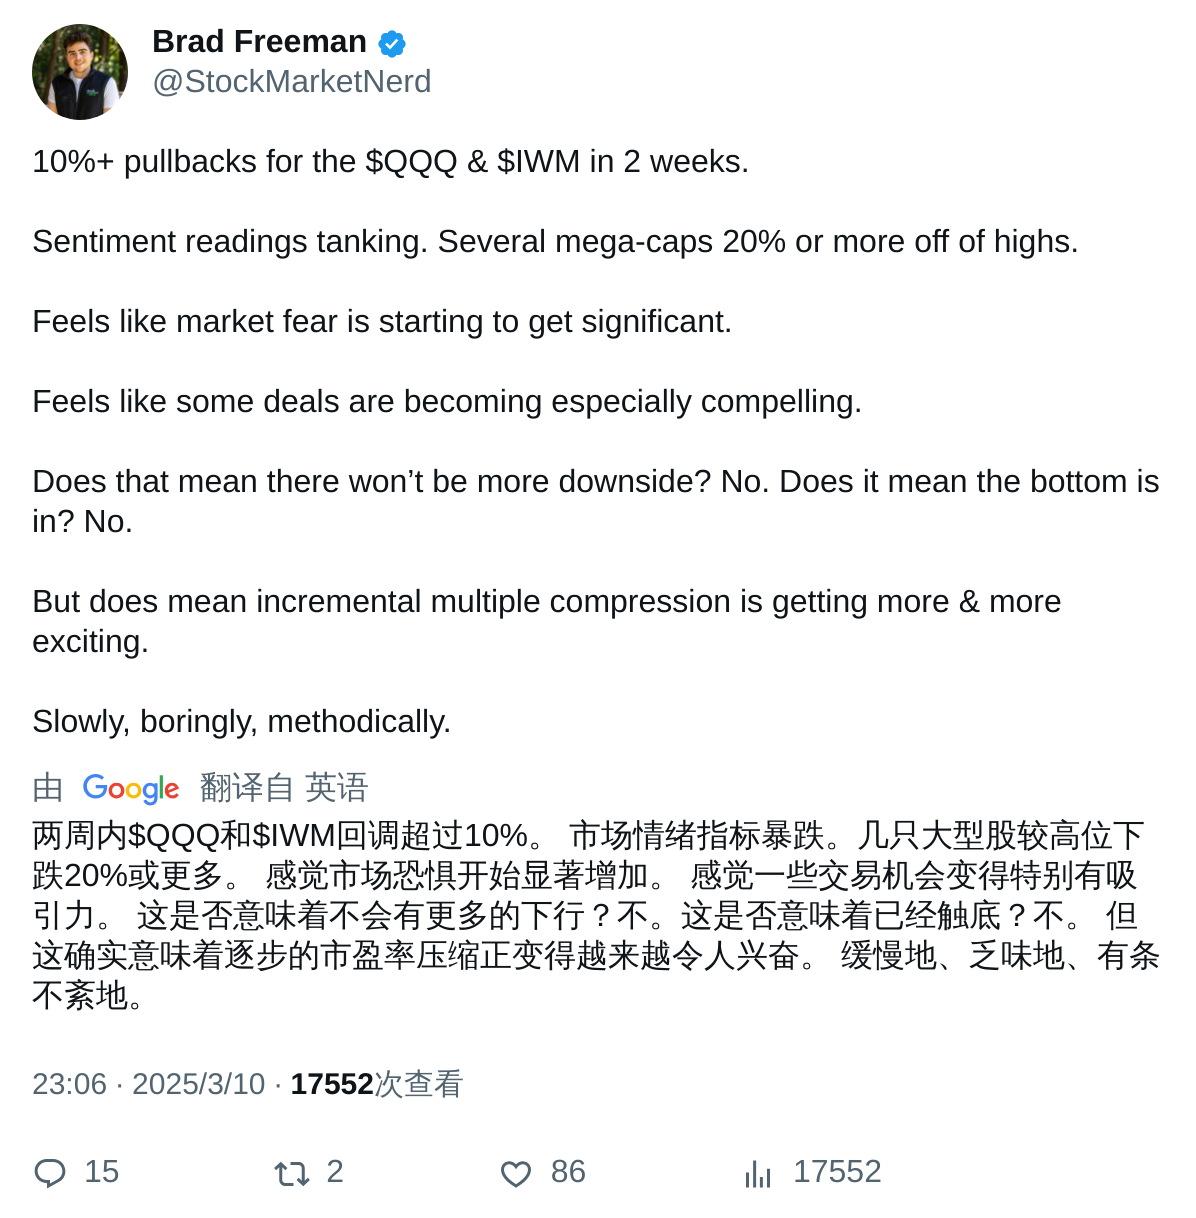 Brad Freeman
@StockMarketNerd
10%+ pullbacks for the $QQQ & $IWM in 2 weeks.
Sentiment readings tanking. Several mega-caps 20% or more off of highs.
Feels like market fear is starting to get significant.
Feels like some deals are becoming especially compelling.
Does that mean there won’t be more downside? No. Does it mean the bottom is
in? No.
But does mean incremental multiple compression is getting more & more
exciting.
Slowly, boringly, methodically.
由 Google 翻译自 英语
两周内$QQQ和$IWM回调超过10%。 市场情绪指标暴跌。几只大型股较高位下
跌20%或更多。 感觉市场恐惧开始显著增加。 感觉一些交易机会变得特别有吸
引力。 这是否意味着不会有更多的下行？不。这是否意味着已经触底？不。 但
这确实意味着逐步的市盈率压缩正变得越来越令人兴奋。 缓慢地、乏味地、有条
不紊地。
23:06 · 2025/3/10 · 17552次查看
15 2 86 17552